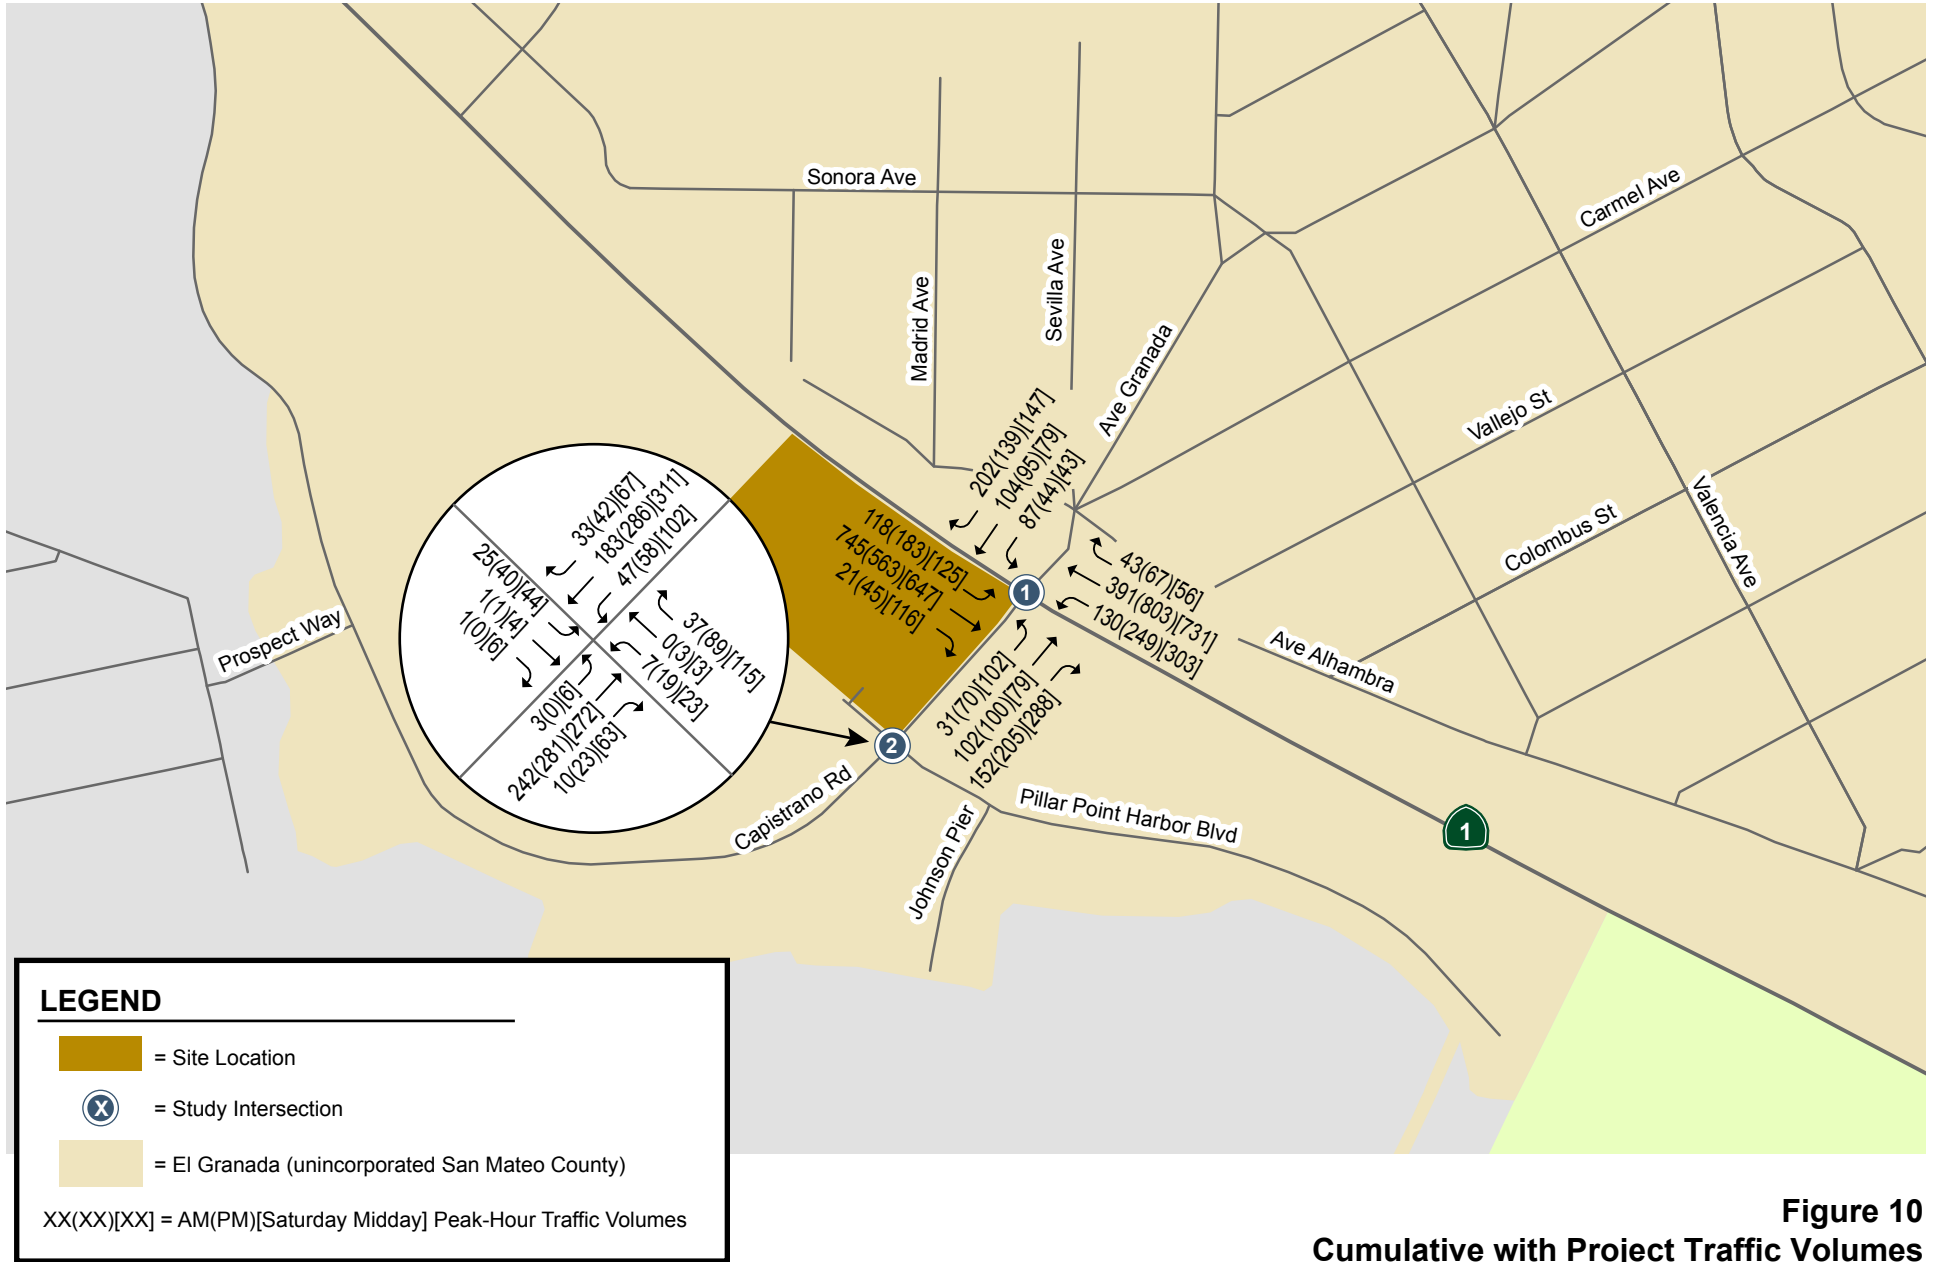 Sonora Ave
Carmel Ave
Sevilla Ave
Madrid Ave
Ave Granada
Vallejo St
Colombus St
Valencia Ave
Ave Alhambra
Prospect Way
Capistrano Rd
Johnson Pier
Pillar Point Harbor Blvd
1
202(139)[147]
104(95)[79]
87(44)[43]
118(183)[125]
745(563)[647]
21(45)[116]
1
43(67)[56]
391(803)[731]
130(249)[303]
31(70)[102]
102(100)[79]
152(205)[288]
33(42)[67]
183(286)[311]
47(58)[102]
25(40)[44]
1(1)[4]
1(0)[6]
37(89)[115]
0(3)[3]
7(19)[23]
3(0)[6]
242(281)[272]
10(23)[63]
2
LEGEND
= Site Location
X
= Study Intersection
= El Granada (unincorporated San Mateo County)
XX(XX)[XX] = AM(PM)[Saturday Midday] Peak-Hour Traffic Volumes
Figure 10
Cumulative with Project Traffic Volumes